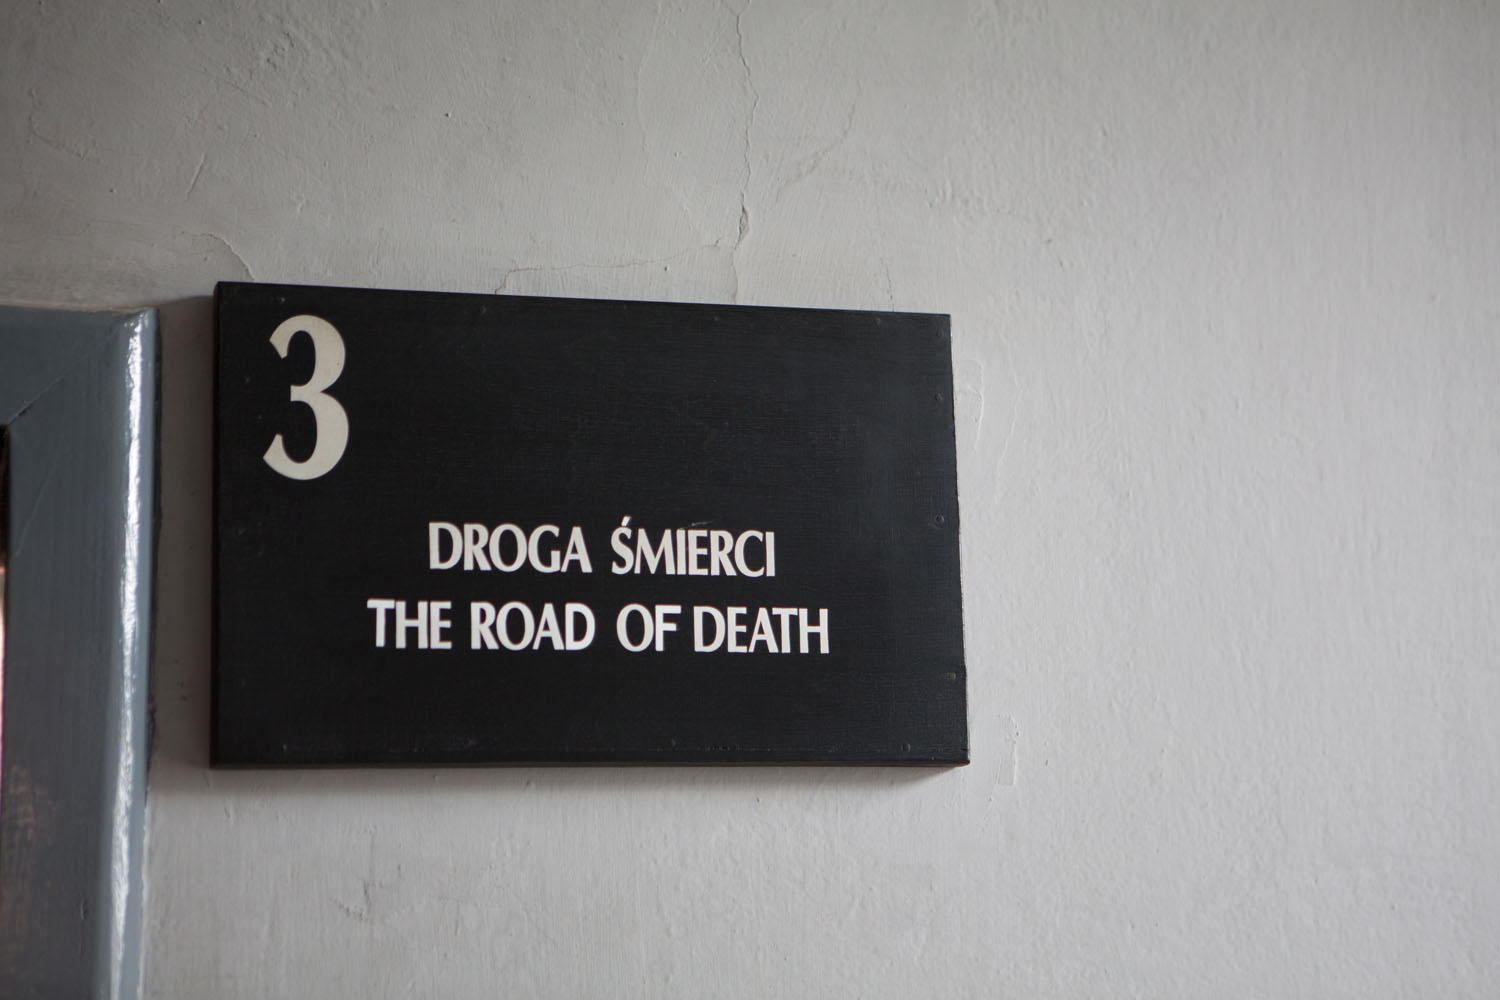 3
DROGA ŚMIERCI
THE ROAD OF DEATH